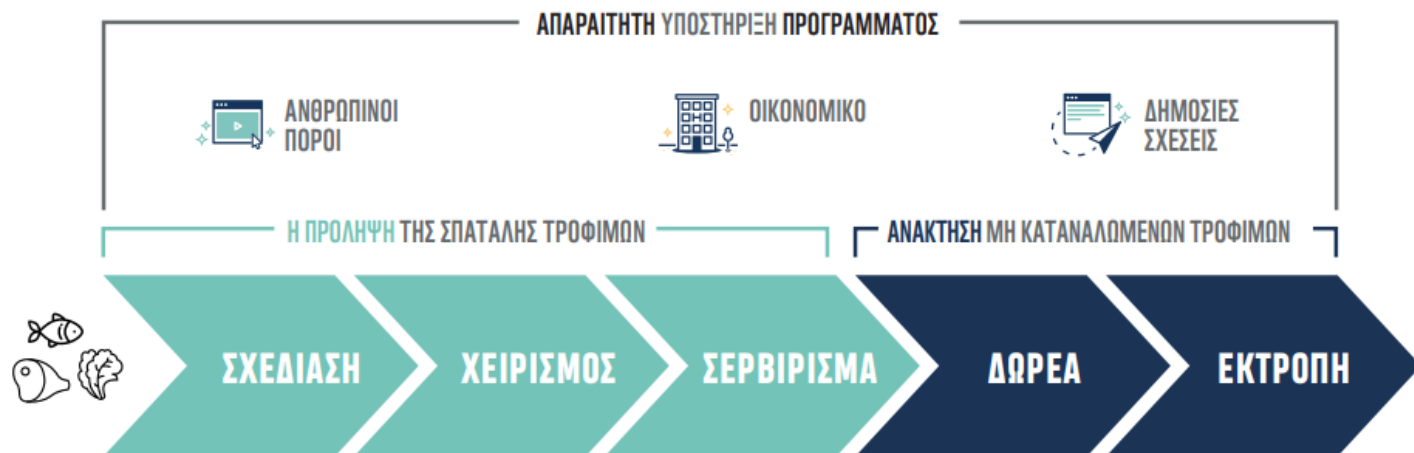 ΑΠΑΡΑΙΤΗΤΗ ΥΠΟΣΤΗΡΙΞΗ ΠΡΟΓΡΑΜΜΑΤΟΣ
ΑΝΘΡΩΠΙΝΟΙ
ΠΟΡΟΙ
ΟΙΚΟΝΟΜΙΚΟ
ΔΗΜΟΣΙΕΣ
ΣΧΕΣΕΙΣ
Η ΠΡΟΛΗΨΗ ΤΗΣ ΣΠΑΤΑΛΗΣ ΤΡΟΦΙΜΩΝ
ΑΝΑΚΤΗΣΗ ΜΗ ΚΑΤΑΝΑΛΩΜΕΝΩΝ ΤΡΟΦΙΜΩΝ
ΣΧΕΔΙΑΣΗ
ΧΕΙΡΙΣΜΟΣ
ΣΕΡΒΙΡΙΣΜΑ
ΔΩΡΕΑ
ΕΚΤΡΟΠΗ